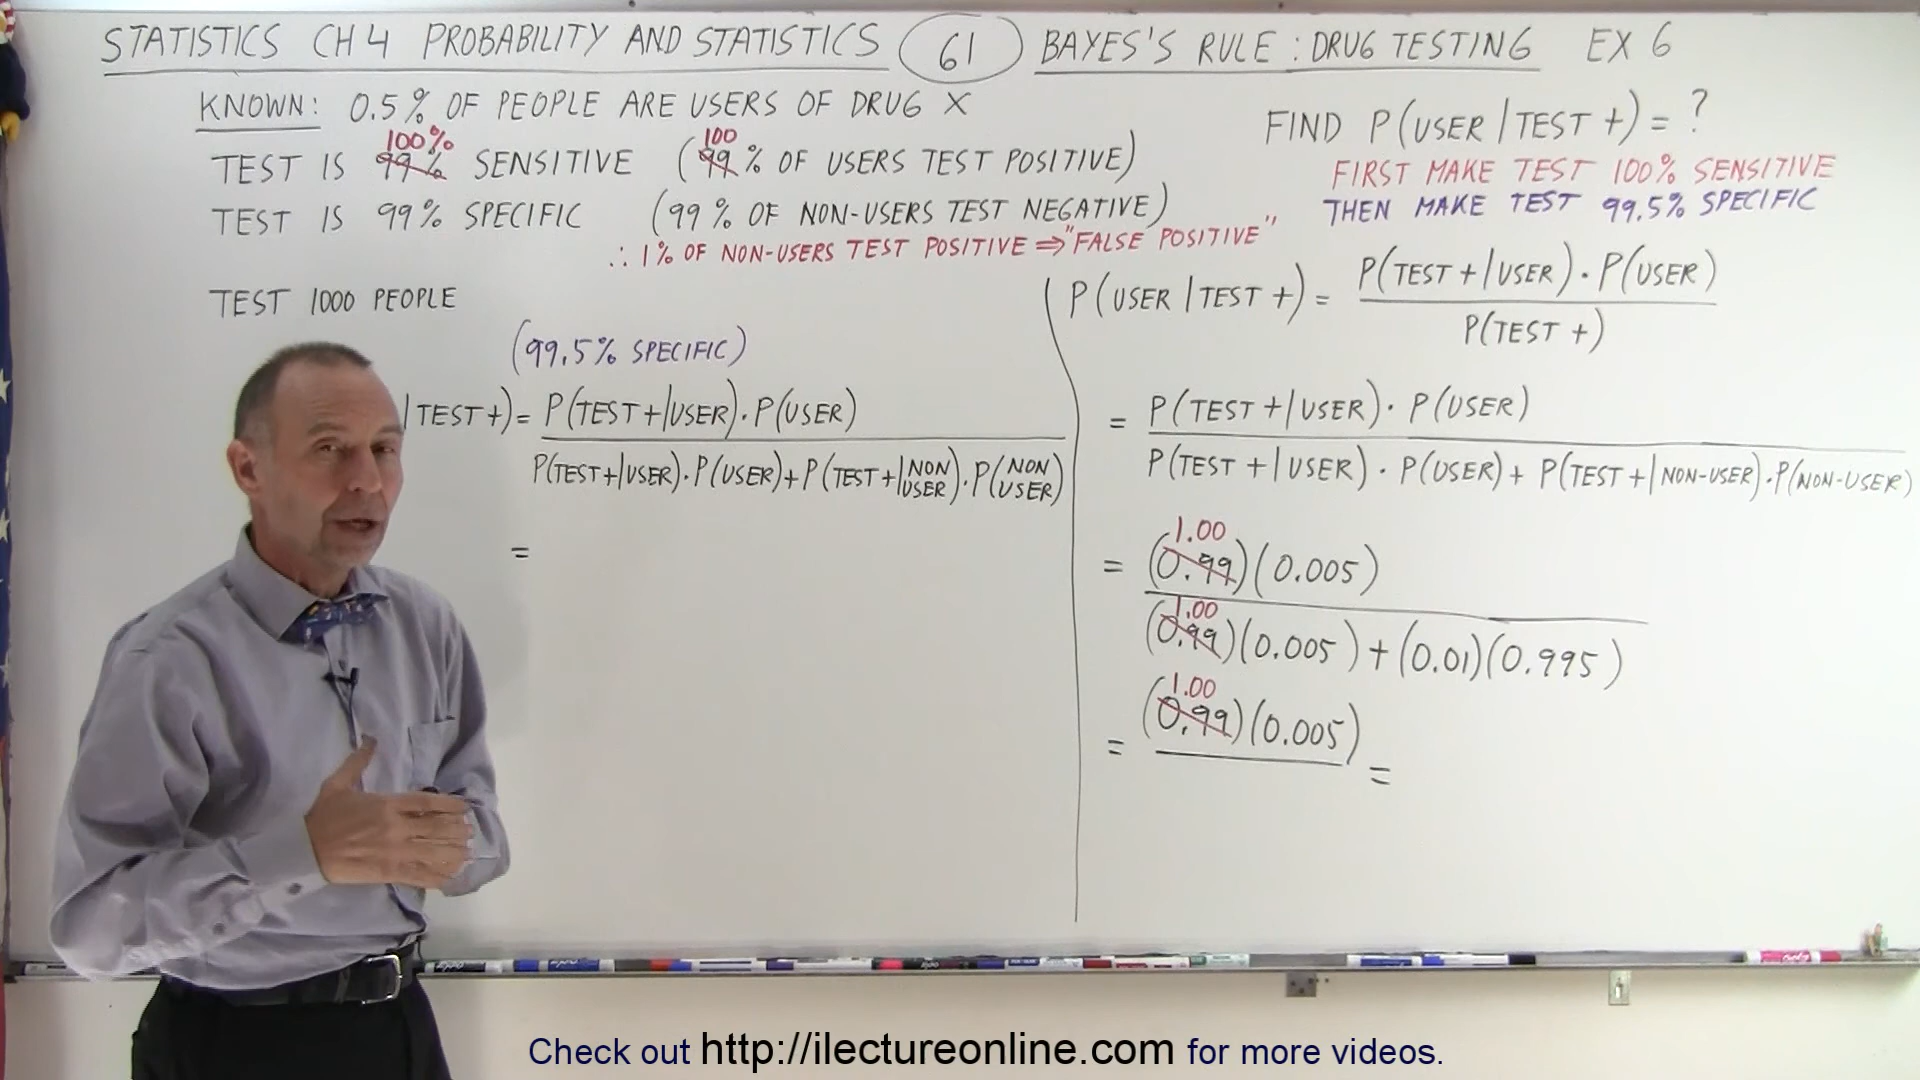 STATISTICS CH 4 PROBABILITY AND STATISTICS 61 BAYES'S RULE : DRUG TESTING EX 6
KNOWN: 0.5% OF PEOPLE ARE USERS OF DRUG X
100%
TEST IS 99% SENSITIVE (99% OF USERS TEST POSITIVE)
100
TEST IS 99% SPECIFIC (99% OF NON-USERS TEST NEGATIVE)
∴ 1% OF NON-USERS TEST POSITIVE ⇒ "FALSE POSITIVE"
FIND P(USER | TEST +) = ?
FIRST MAKE TEST 100% SENSITIVE
THEN MAKE TEST 99.5% SPECIFIC
TEST 1000 PEOPLE
(99.5% SPECIFIC)
| TEST +) = P(TEST+|USER)·P(USER)
P(TEST+|USER)·P(USER)+P(TEST+|NON USER)·P(NON USER)
=
P(USER | TEST +) = P(TEST+|USER)·P(USER)
P(TEST +)
= P(TEST+|USER)·P(USER)
P(TEST+|USER)·P(USER)+P(TEST+|NON-USER)·P(NON-USER)
1.00
= (0.99)(0.005)
1.00
(0.99)(0.005)+(0.01)(0.995)
1.00
= (0.99)(0.005) =
Check out http://ilectureonline.com for more videos.